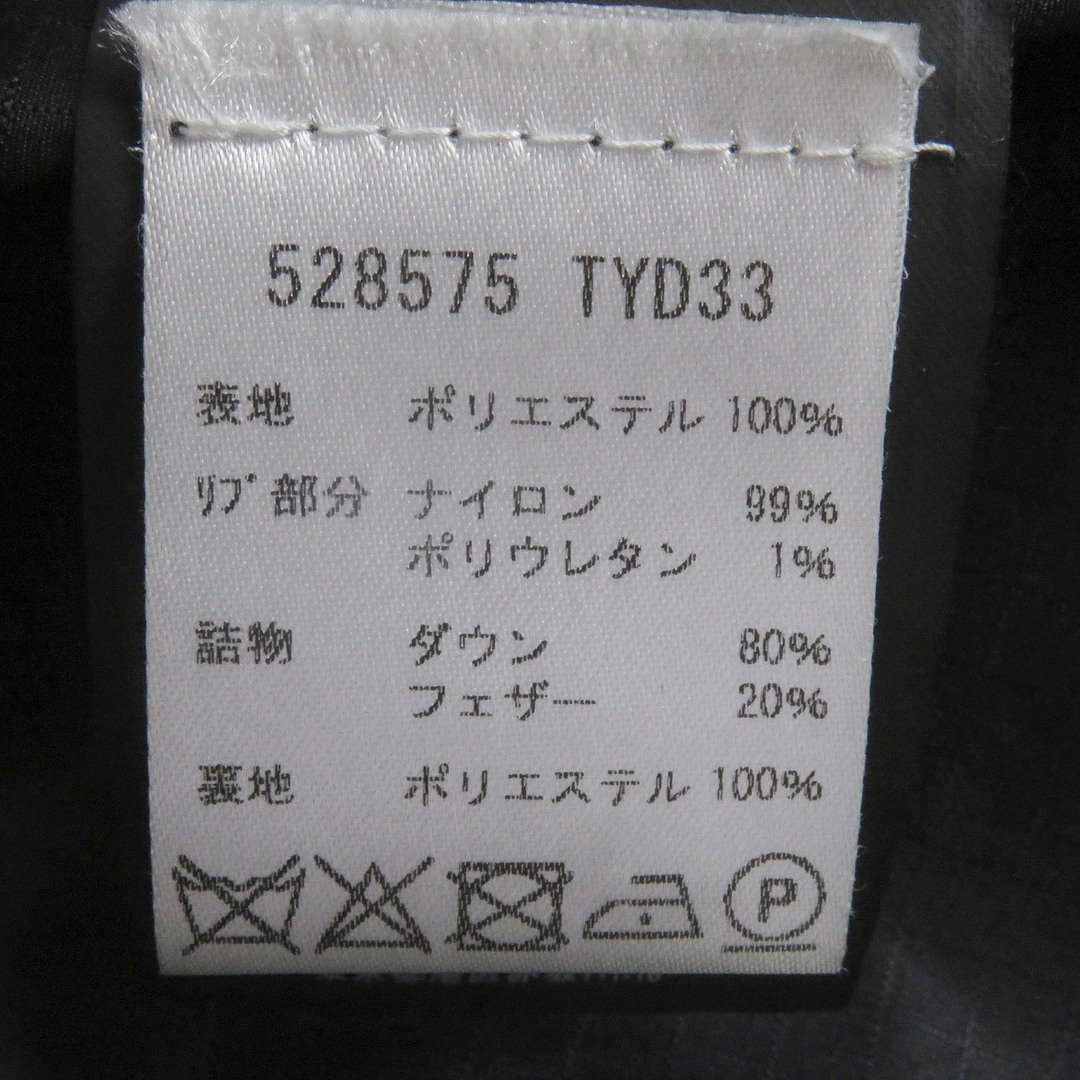 528575 TYD33
表地 ポリエステル 100%
ﾘﾌﾞ部分 ナイロン 99%
ポリウレタン 1%
詰物 ダウン 80%
フェザー 20%
裏地 ポリエステル 100%
P